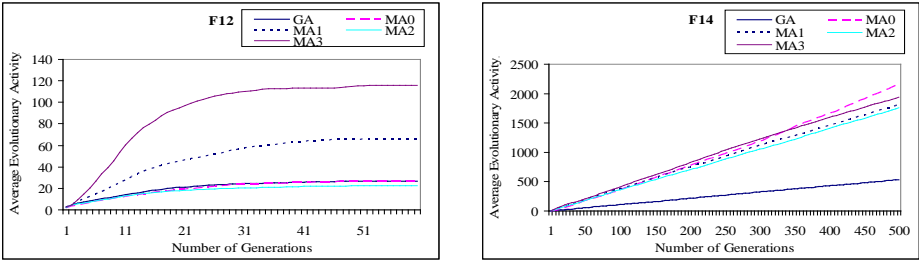 F12
GA
MA0
MA1
MA2
MA3
Average Evolutionary Activity
140
120
100
80
60
40
20
0
1 11 21 31 41 51
Number of Generations
F14
GA
MA0
MA1
MA2
MA3
Average Evolutionary Activity
2500
2000
1500
1000
500
0
1 50 100 150 200 250 300 350 400 450 500
Number of Generations